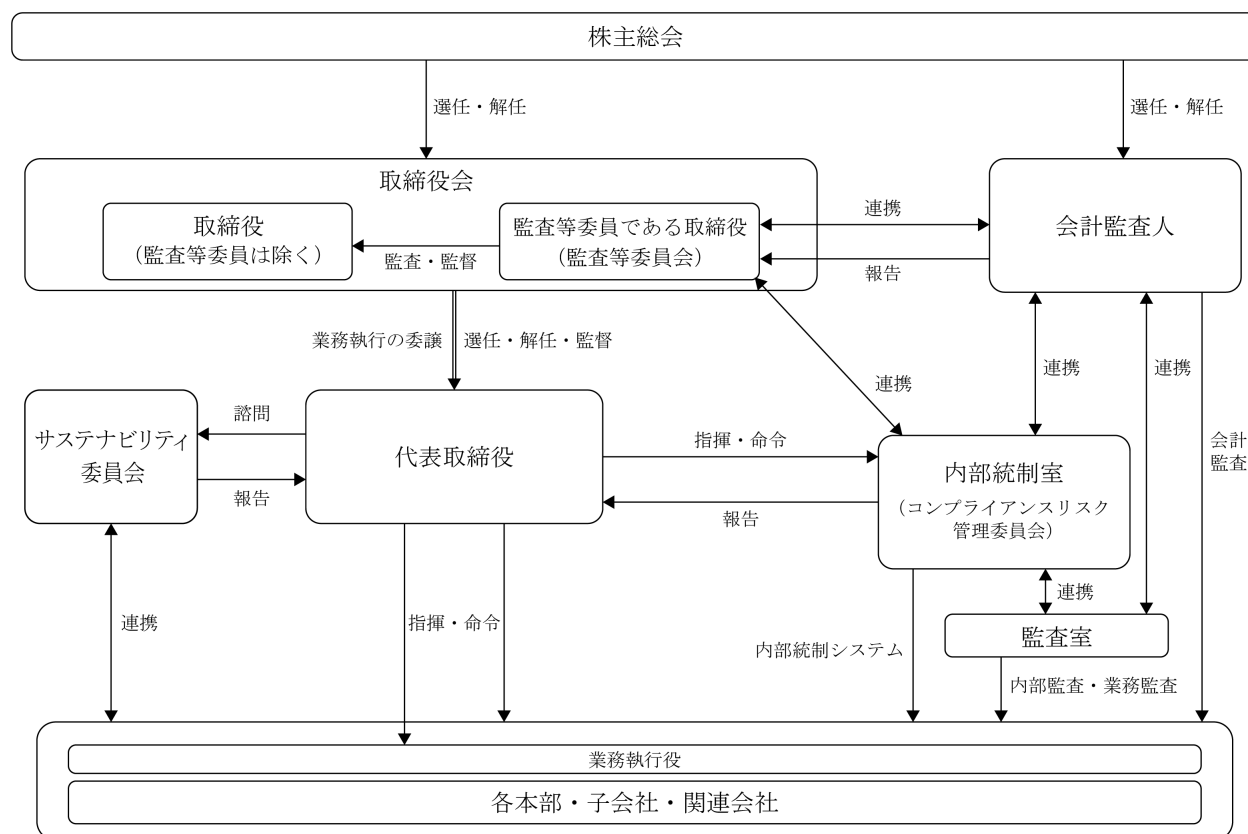 株主総会
選任・解任
選任・解任
取締役会
取締役
（監査等委員は除く）
監査・監督
監査等委員である取締役
（監査等委員会）
連携
報告
会計監査人
業務執行の委譲
選任・解任・監督
連携
連携
連携
会計
監査
サステナビリティ
委員会
諮問
報告
代表取締役
指揮・命令
報告
内部統制室
（コンプライアンスリスク
管理委員会）
連携
連携
指揮・命令
内部統制システム
監査室
内部監査・業務監査
業務執行役
各本部・子会社・関連会社